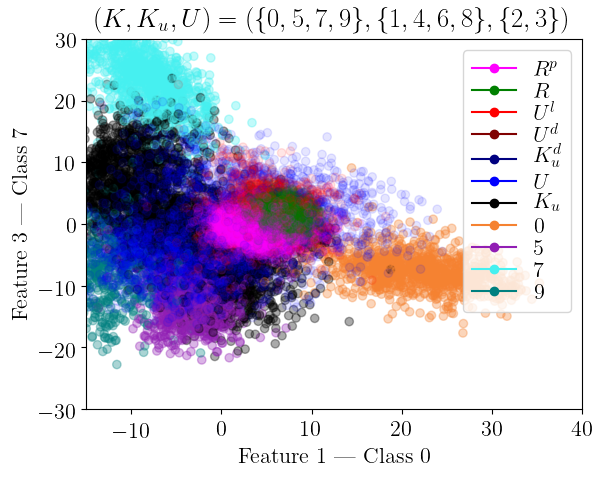 (K, K_u, U) = ({0, 5, 7, 9}, {1, 4, 6, 8}, {2, 3})
30
20
10
0
−10
−20
−30
Feature 3 — Class 7
−10
0
10
20
30
40
Feature 1 — Class 0
R^p
R
U^l
U^d
K_u^d
U
K_u
0
5
7
9